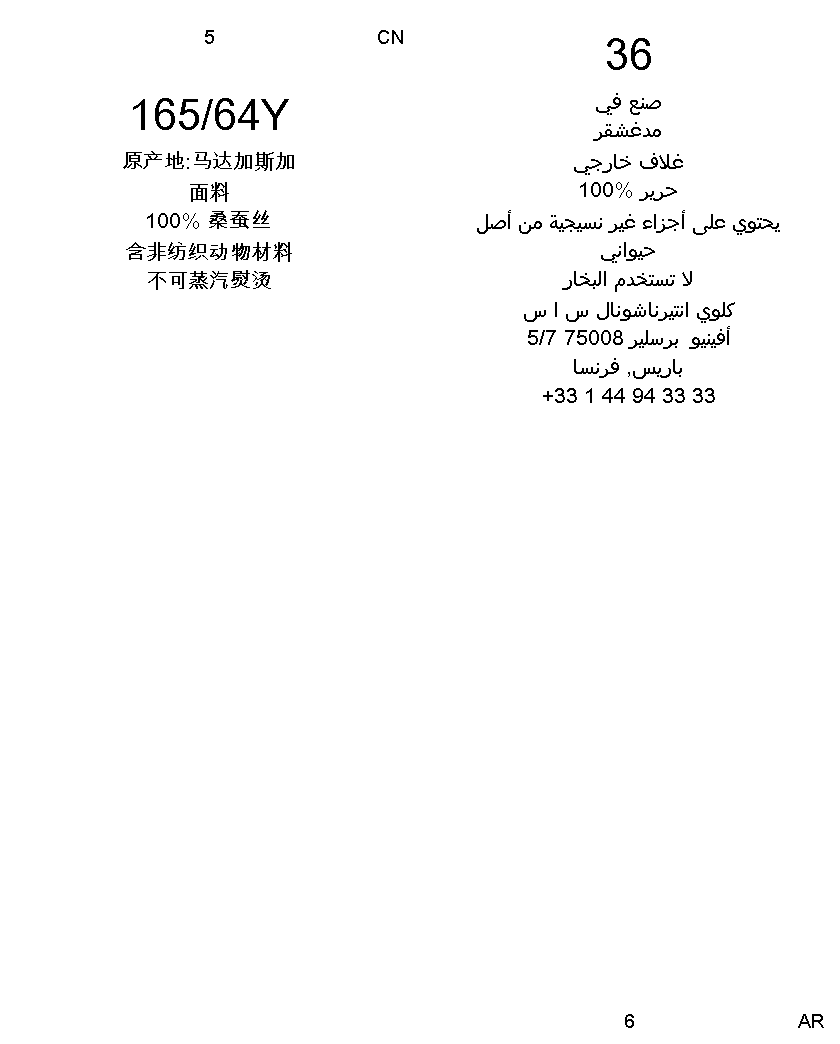 5
CN
165/64Y
原产地:马达加斯加
面料
100% 桑蚕丝
含非纺织动物材料
不可蒸汽熨烫
36
صنع في
مدغشقر
غلاف خارجي
100% حرير
يحتوي على أجزاء غير نسيجية من أصل
حيواني
لا تستخدم البخار
كلوي انتيرناشونال س ا س
5/7 75008 أفينيو برسلير
باريس, فرنسا
+33 1 44 94 33 33
6
AR